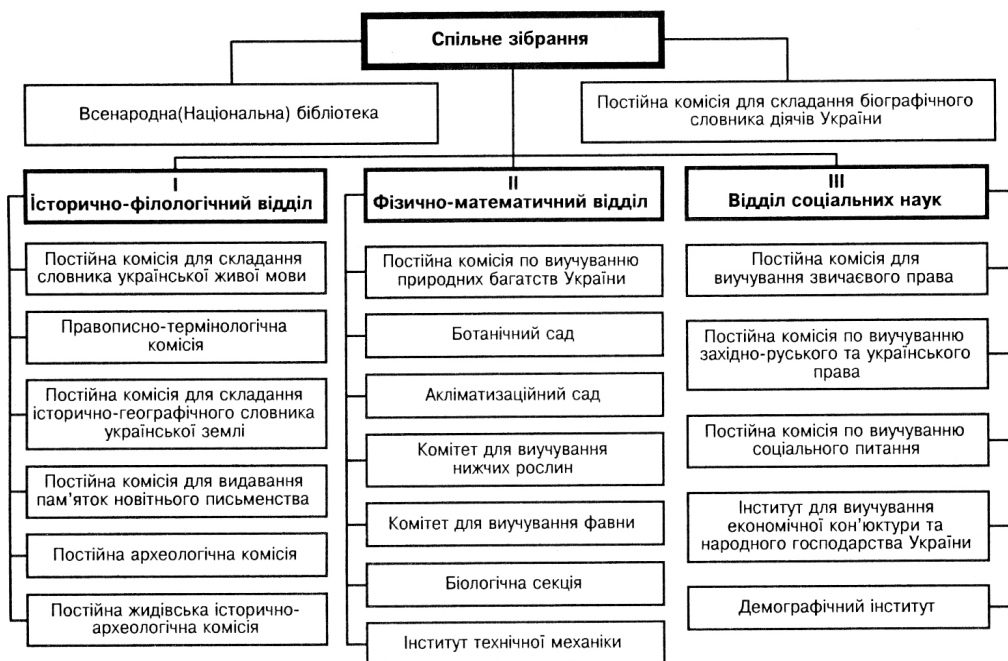 Спільне зібрання
Всенародна(Національна) бібліотека
Постійна комісія для складання біографічного
словника діячів України
I
Історично-філологічний відділ
Постійна комісія для складання
словника української живої мови
Правописно-термінологічна
комісія
Постійна комісія для складання
історично-географічного словника
української землі
Постійна комісія для видавання
пам'яток новітнього письменства
Постійна археологічна комісія
Постійна жидівська історично-
археологічна комісія
II
Фізично-математичний відділ
Постійна комісія по виучуванню
природних багатств України
Ботанічний сад
Акліматизаційний сад
Комітет для виучування
нижчих рослин
Комітет для виучування фавни
Біологічна секція
Інститут технічної механіки
III
Відділ соціальних наук
Постійна комісія для
виучування звичаєвого права
Постійна комісія по виучуванню
західно-руського та українського
права
Постійна комісія по виучуванню
соціального питання
Інститут для виучування
економічної кон'юктури та
народного господарства України
Демографічний інститут